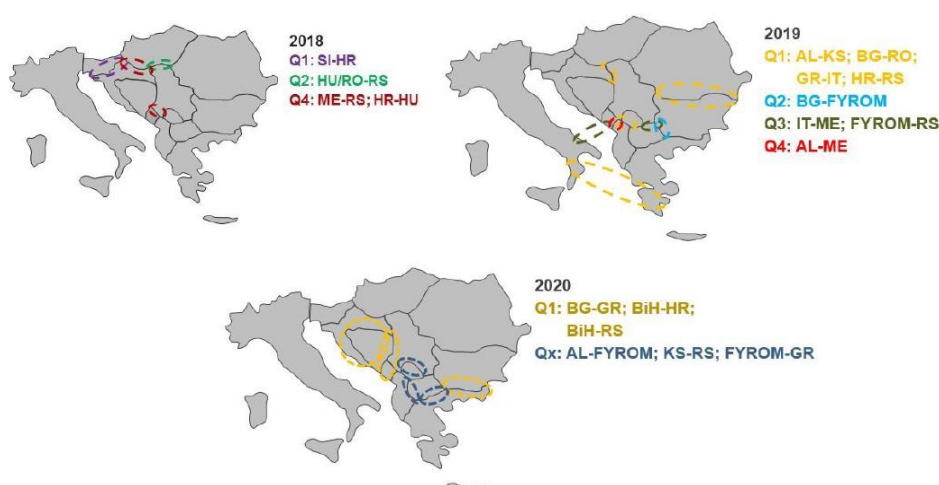 2018
Q1: SI-HR
Q2: HU/RO-RS
Q4: ME-RS; HR-HU
2019
Q1: AL-KS; BG-RO;
GR-IT; HR-RS
Q2: BG-FYROM
Q3: IT-ME; FYROM-RS
Q4: AL-ME
2020
Q1: BG-GR; BiH-HR;
BiH-RS
Qx: AL-FYROM; KS-RS; FYROM-GR